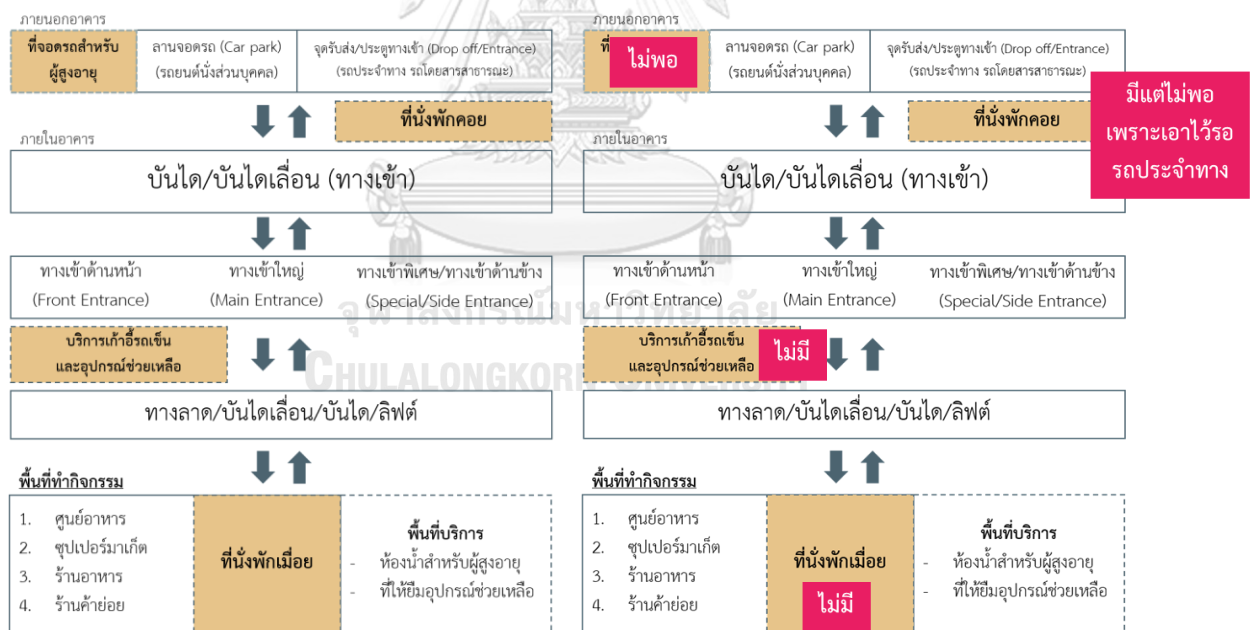 ภายนอกอาคาร
ที่จอดรถสำหรับ
ผู้สูงอายุ
ลานจอดรถ (Car park)
(รถยนต์นั่งส่วนบุคคล)
จุดรับส่ง/ประตูทางเข้า (Drop off/Entrance)
(รถประจำทาง รถโดยสารสาธารณะ)
ที่นั่งพักคอย
ภายในอาคาร
บันได/บันไดเลื่อน (ทางเข้า)
ทางเข้าด้านหน้า
(Front Entrance)
ทางเข้าใหญ่
(Main Entrance)
ทางเข้าพิเศษ/ทางเข้าด้านข้าง
(Special/Side Entrance)
บริการเก้าอี้รถเข็น
และอุปกรณ์ช่วยเหลือ
ทางลาด/บันไดเลื่อน/บันได/ลิฟต์
พื้นที่ทำกิจกรรม
1. ศูนย์อาหาร
2. ซุปเปอร์มาเก็ต
3. ร้านอาหาร
4. ร้านค้าย่อย
ที่นั่งพักเมื่อย
พื้นที่บริการ
- ห้องน้ำสำหรับผู้สูงอายุ
- ที่ให้ยืมอุปกรณ์ช่วยเหลือ
ภายนอกอาคาร
ไม่พอ
ลานจอดรถ (Car park)
(รถยนต์นั่งส่วนบุคคล)
จุดรับส่ง/ประตูทางเข้า (Drop off/Entrance)
(รถประจำทาง รถโดยสารสาธารณะ)
ที่นั่งพักคอย
มีแต่ไม่พอ
เพราะเอาไว้รอ
รถประจำทาง
ภายในอาคาร
บันได/บันไดเลื่อน (ทางเข้า)
ทางเข้าด้านหน้า
(Front Entrance)
ทางเข้าใหญ่
(Main Entrance)
ทางเข้าพิเศษ/ทางเข้าด้านข้าง
(Special/Side Entrance)
บริการเก้าอี้รถเข็น
และอุปกรณ์ช่วยเหลือ
ไม่มี
ทางลาด/บันไดเลื่อน/บันได/ลิฟต์
พื้นที่ทำกิจกรรม
1. ศูนย์อาหาร
2. ซุปเปอร์มาเก็ต
3. ร้านอาหาร
4. ร้านค้าย่อย
ที่นั่งพักเมื่อย
ไม่มี
พื้นที่บริการ
- ห้องน้ำสำหรับผู้สูงอายุ
- ที่ให้ยืมอุปกรณ์ช่วยเหลือ
จุฬาลงกรณ์มหาวิทยาลัย
CHULALONGKORN